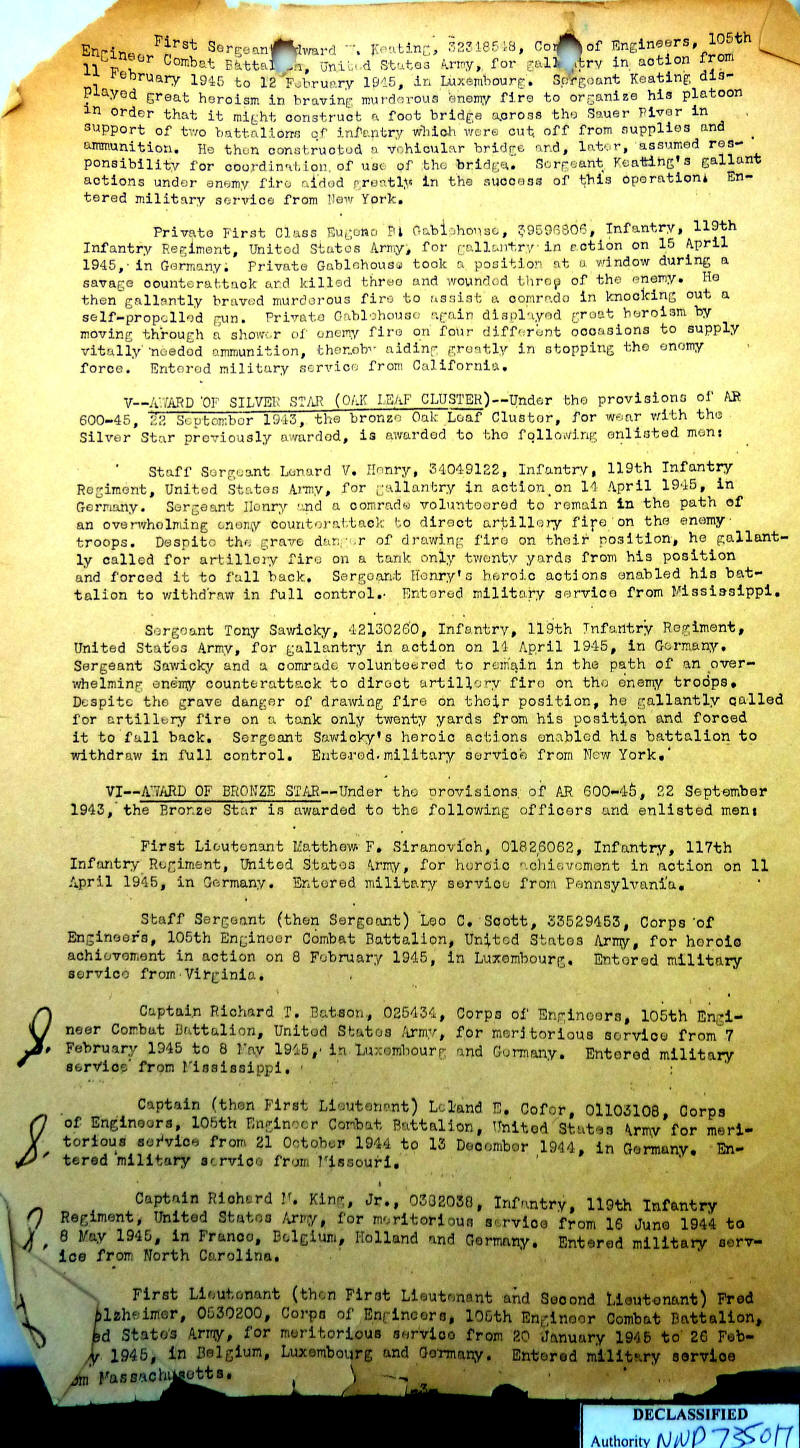 First Sergeant Edward T. Keating, 32318548, Corps of Engineers, 105th
Engineer Combat Battalion, United States Army, for gallantry in action from
11 February 1945 to 12 February 1945, in Luxembourg. Sergeant Keating dis-
played great heroism in braving murderous enemy fire to organize his platoon
in order that it might construct a foot bridge across the Sauer River in
support of two battalions of infantry which were cut off from supplies and
ammunition. He then constructed a vehicular bridge and, later, assumed res-
ponsibility for coordination of use of the bridge. Sergeant Keating's gallant
actions under enemy fire aided greatly in the success of this operation. En-
tered military service from New York.
Private First Class Eugene P. Gablehouse, 39596806, Infantry, 119th
Infantry Regiment, United States Army, for gallantry in action on 15 April
1945, in Germany. Private Gablehouse took a position at a window during a
savage counterattack and killed three and wounded three of the enemy. He
then gallantly braved murderous fire to assist a comrade in knocking out a
self-propelled gun. Private Gablehouse again displayed great heroism by
moving through a shower of enemy fire on four different occasions to supply
vitally needed ammunition, thereby aiding greatly in stopping the enemy
force. Entered military service from California.
V--AWARD OF SILVER STAR (OAK LEAF CLUSTER)--Under the provisions of AR
600-45, 22 September 1943, the bronze Oak Leaf Cluster, for wear with the
Silver Star previously awarded, is awarded to the following enlisted men:
Staff Sergeant Lenard V. Henry, 34049122, Infantry, 119th Infantry
Regiment, United States Army, for gallantry in action on 14 April 1945, in
Germany. Sergeant Henry and a comrade volunteered to remain in the path of
an overwhelming enemy counterattack to direct artillery fire on the enemy
troops. Despite the grave danger of drawing fire on their position, he gallant-
ly called for artillery fire on a tank only twenty yards from his position
and forced it to fall back. Sergeant Henry's heroic actions enabled his bat-
talion to withdraw in full control. Entered military service from Mississippi.
Sergeant Tony Sawicky, 42130260, Infantry, 119th Infantry Regiment,
United States Army, for gallantry in action on 14 April 1945, in Germany.
Sergeant Sawicky and a comrade volunteered to remain in the path of an over-
whelming enemy counterattack to direct artillery fire on the enemy troops.
Despite the grave danger of drawing fire on their position, he gallantly called
for artillery fire on a tank only twenty yards from his position and forced
it to fall back. Sergeant Sawicky's heroic actions enabled his battalion to
withdraw in full control. Entered military service from New York.
VI--AWARD OF BRONZE STAR--Under the provisions of AR 600-45, 22 September
1943, the Bronze Star is awarded to the following officers and enlisted men:
First Lieutenant Matthew F. Siranovich, 01826062, Infantry, 117th
Infantry Regiment, United States Army, for heroic achievement in action on 11
April 1945, in Germany. Entered military service from Pennsylvania.
Staff Sergeant (then Sergeant) Leo C. Scott, 33529453, Corps of
Engineers, 105th Engineer Combat Battalion, United States Army, for heroic
achievement in action on 8 February 1945, in Luxembourg. Entered military
service from Virginia.
Captain Richard T. Batson, 025434, Corps of Engineers, 105th Engi-
neer Combat Battalion, United States Army, for meritorious service from 7
February 1945 to 8 May 1945, in Luxembourg and Germany. Entered military
service from Mississippi.
Captain (then First Lieutenant) Leland E. Cofer, 01103108, Corps
of Engineers, 105th Engineer Combat Battalion, United States Army for meri-
torious service from 21 October 1944 to 13 December 1944, in Germany. En-
tered military service from Missouri.
Captain Richard M. King, Jr., 0382038, Infantry, 119th Infantry
Regiment, United States Army, for meritorious service from 16 June 1944 to
8 May 1945, in France, Belgium, Holland and Germany. Entered military serv-
ice from North Carolina.
First Lieutenant (then First Lieutenant and Second Lieutenant) Fred
olzheimer, 0530200, Corps of Engineers, 105th Engineer Combat Battalion,
ed States Army, for meritorious service from 20 January 1945 to 26 Feb-
y 1945, in Belgium, Luxembourg and Germany. Entered military service
om Massachusetts.
-3-
DECLASSIFIED
Authority NND 735017